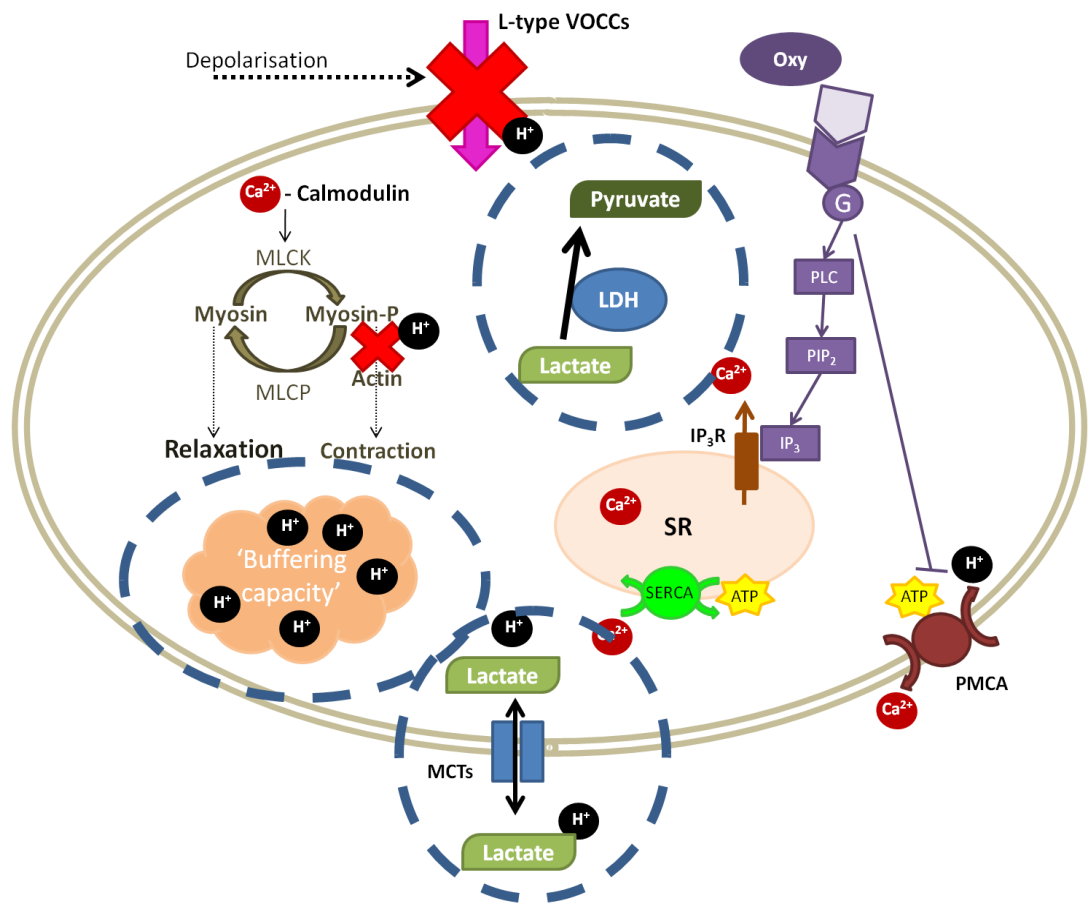 L-type VOCCs
Depolarisation
Oxy
H⁺
Ca²⁺ - Calmodulin
Pyruvate
G
MLCK
PLC
LDH
Myosin
Myosin-P
H⁺
Lactate
PIP₂
Actin
MLCP
Ca²⁺
IP₃R
IP₃
Relaxation
Contraction
Ca²⁺
SR
H⁺
H⁺
'Buffering
capacity'
H⁺
H⁺
H⁺
H⁺
SERCA
ATP
ATP
H⁺
Ca²⁺
Lactate
PMCA
Ca²⁺
MCTs
H⁺
Lactate